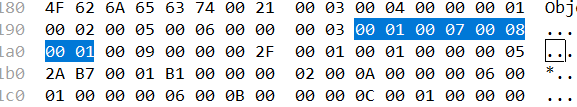 180 4F 62 6A 65 63 74 00 21 00 03 00 04 00 00 00 01 Obje
190 00 02 00 05 00 06 00 00 00 03 00 01 00 07 00 08 ....
1a0 00 01 00 09 00 00 00 2F 00 01 00 01 00 00 00 05 ....
1b0 2A B7 00 01 B1 00 00 00 02 00 0A 00 00 00 06 00 *...
1c0 01 00 00 00 06 00 0B 00 00 00 0C 00 01 00 00 00 ....